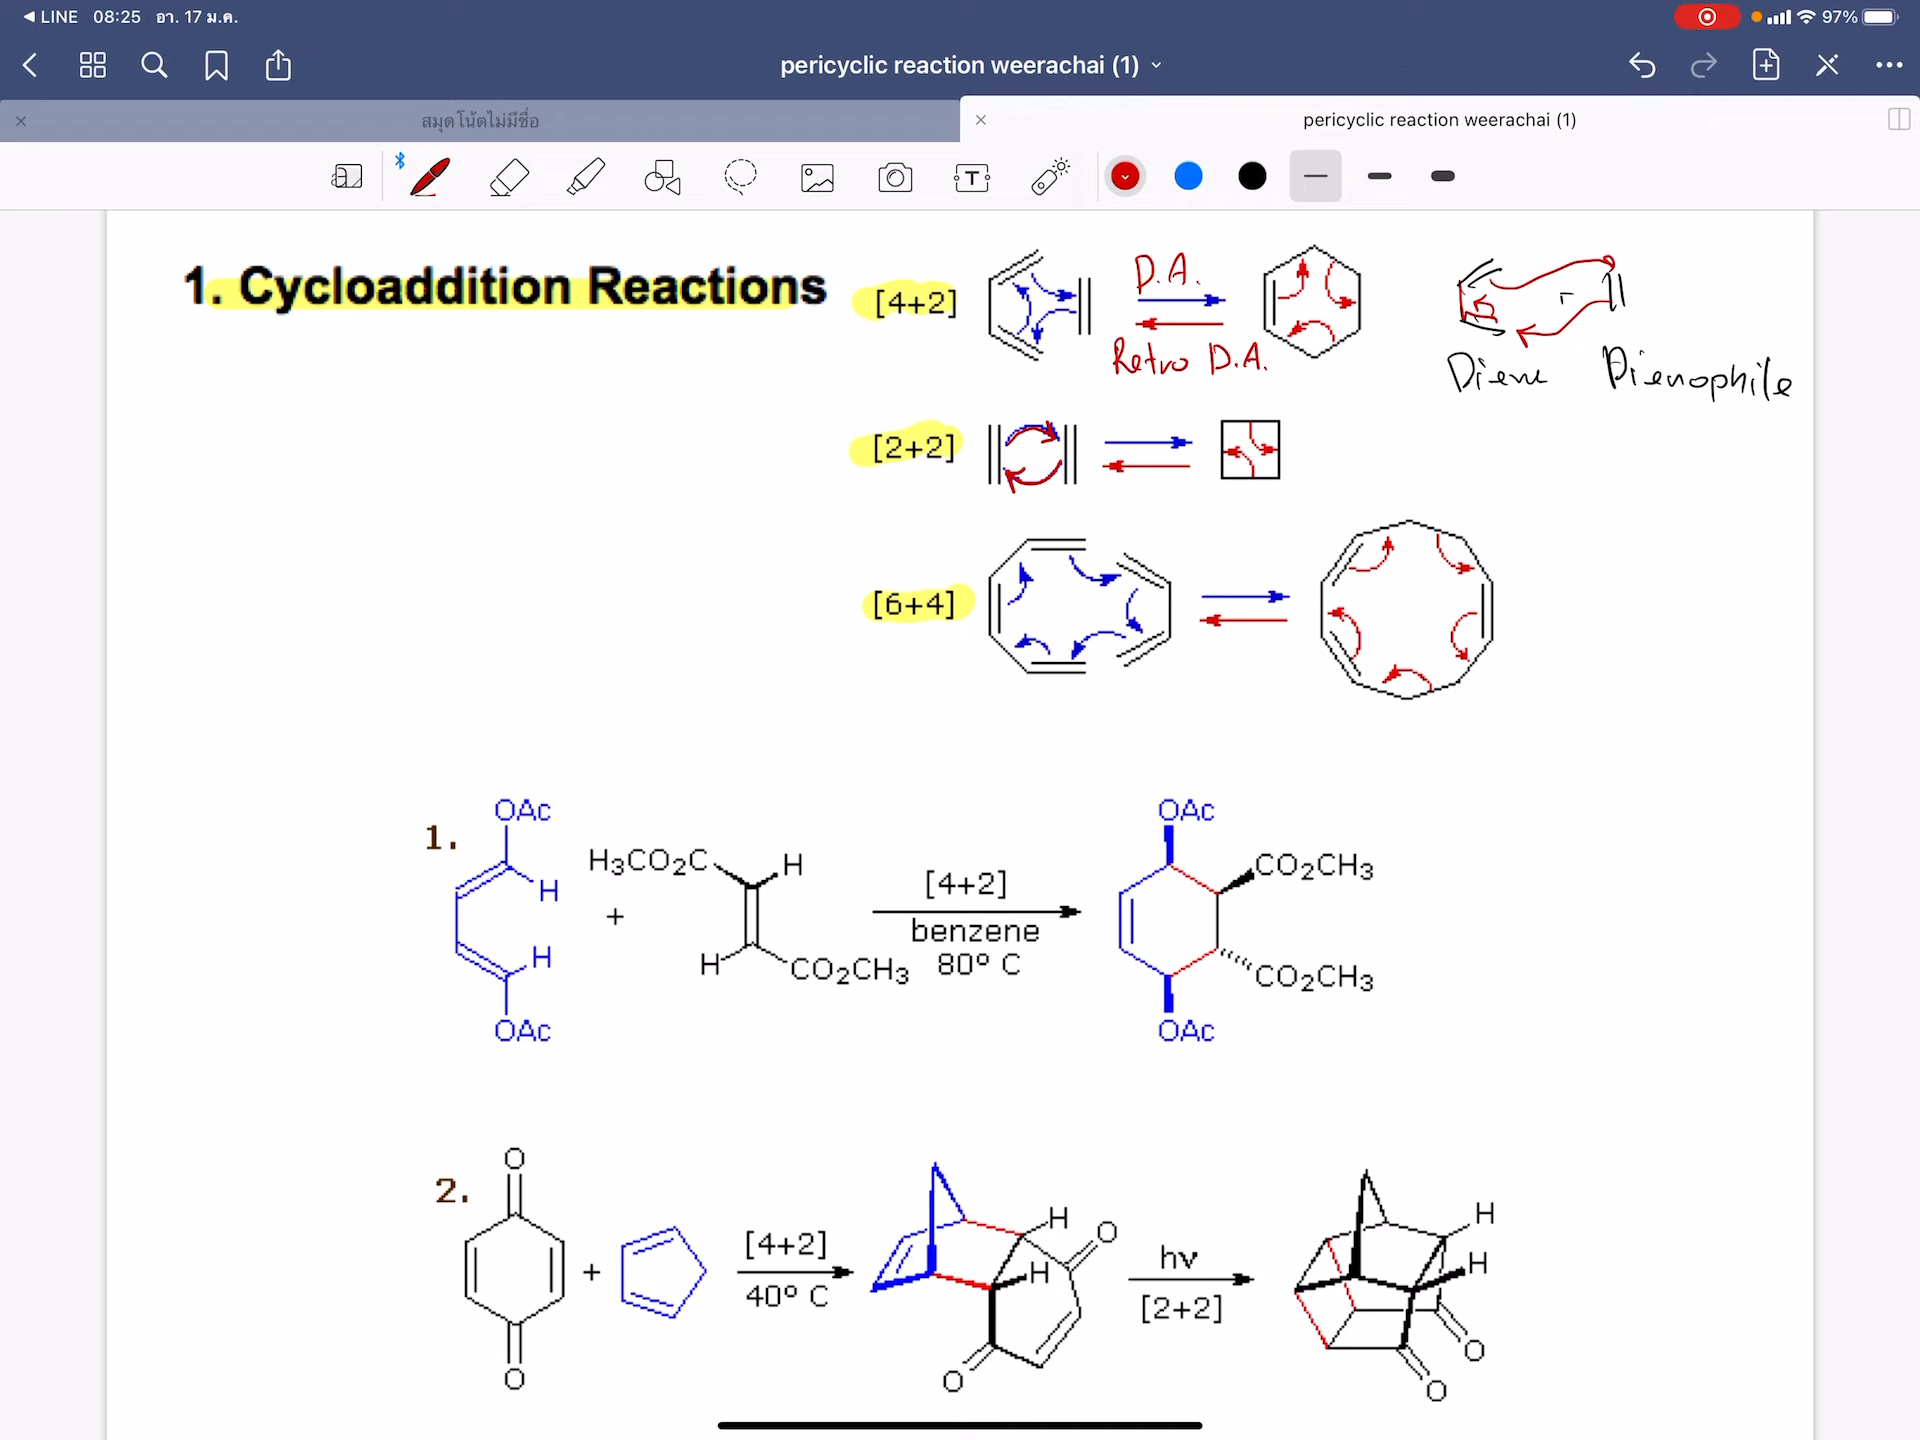 LINE 08:25 อา. 17 ม.ค.
97%
pericyclic reaction weerachai (1)
สมุดโน้ตไม่มีชื่อ
pericyclic reaction weerachai (1)
1. Cycloaddition Reactions
[4+2]
D.A.
Retro D.A.
Diene
Dienophile
[2+2]
[6+4]
1.
OAc
H
H
OAc
+
H3CO2C
H
H
CO2CH3
[4+2]
benzene
80º C
OAc
CO2CH3
CO2CH3
OAc
2.
O
O
+
[4+2]
40º C
H
O
H
O
hν
[2+2]
H
H
O
O